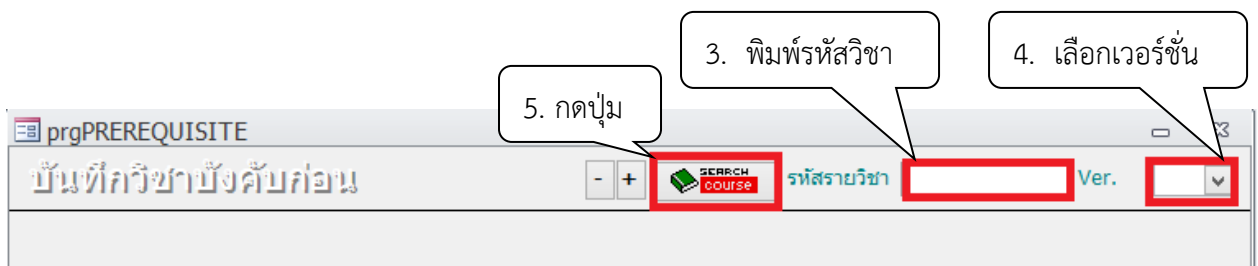 3. พิมพ์รหัสวิชา
4. เลือกเวอร์ชั่น
5. กดปุ่ม
prgPREREQUISITE
บันทึกวิชาบังคับก่อน
- + SEARCH course รหัสรายวิชา Ver.